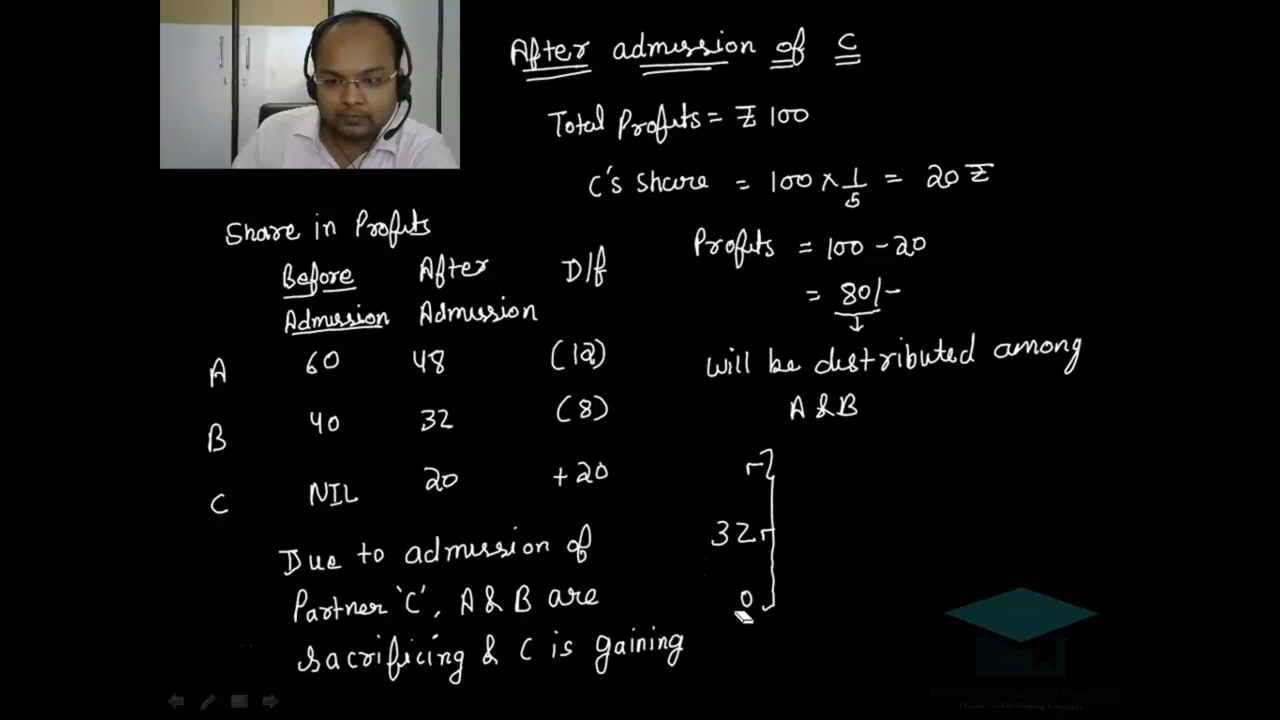 After admission of C
Total Profits = ₹ 100
C's share = 100 × 1/5 = 20 ₹
Profits = 100 - 20
= 80/-
will be distributed among
A & B
Share in Profits
Before After D/f
Admission Admission
A 60 48 (12)
B 40 32 (8)
C NIL 20 +20
32
0
Due to admission of
Partner 'C', A & B are
sacrificing & C is gaining